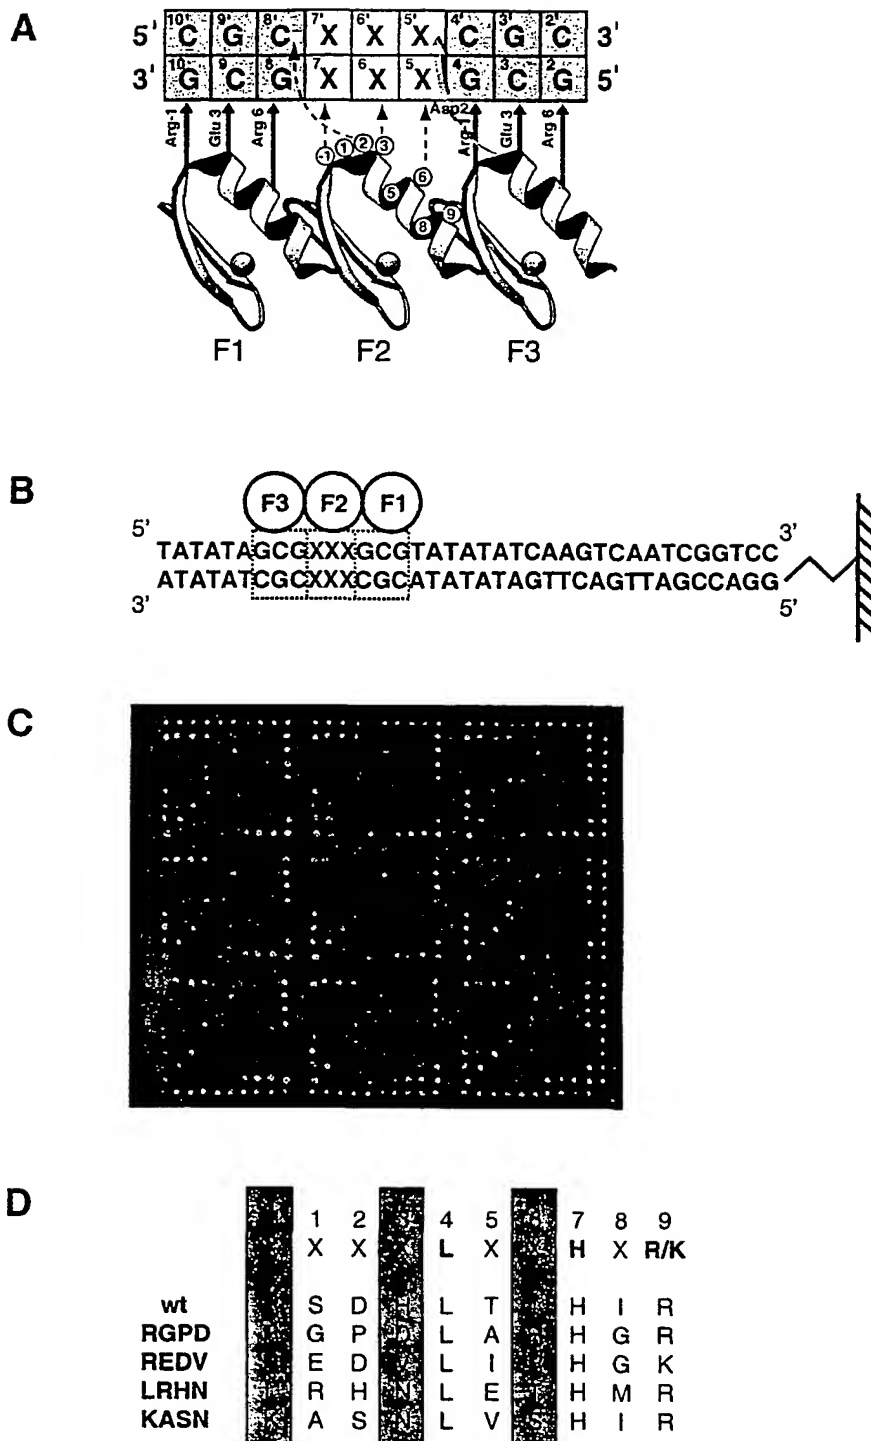 A
10' 9' 8' 7' 6' 5' 4' 3' 2'
5' C G C X X X C G C 3'
10 9 8 7 6 5 4 3 2
3' G C G X X X G C G 5'
Arg-1 Glu 3 Arg 6 Asp2 Arg-1 Glu 3 Arg 6
-1 1 2 3 5 6 8 9
F1 F2 F3
B
F3 F2 F1
5' 3'
TATATAGCGXXXGCGTATATATCAAGTCAATCGGTCC
ATATATCGCXXXCGCATATATAGTTCAGTTAGCCAGG
3' 5'
C
D
1 2 4 5 7 8 9
X X L X H X R/K
wt S D L T H I R
RGPD G P D L A H G R
REDV E D V L I H G K
LRHN R H N L E H M R
KASN A S N L V H I R